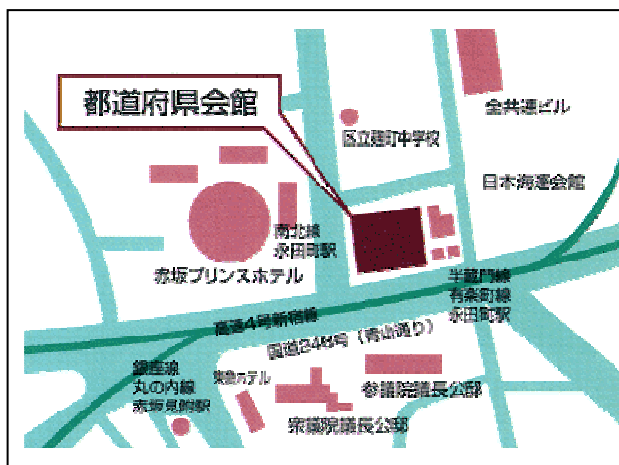 全共連ビル
都道府県会館
区立麹町中学校
日本海運会館
南北線
永田町駅
赤坂プリンスホテル
半蔵門線
有楽町線
永田町駅
高速4号新宿線
国道246号（青山通り）
銀座線
丸の内線
赤坂見附駅
東急ホテル
参議院議長公邸
衆議院議長公邸